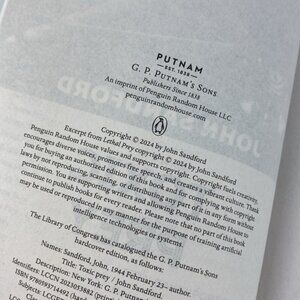 PUTNAM
EST. 1838
G. P. PUTNAM'S SONS
Publishers Since 1838
An imprint of Penguin Random House LLC
penguinrandomhouse.com
Copyright © 2024 by John Sandford
Excerpt from Lethal Prey copyright © 2024 by John Sandford
Penguin Random House values and supports copyright. Copyright fuels creativity,
encourages diverse voices, promotes free speech, and creates a vibrant culture. Thank
you for buying an authorized edition of this book and for complying with copyright
laws by not reproducing, scanning, or distributing any part of it in any form without
permission. You are supporting writers and allowing Penguin Random House to
continue to publish books for every reader. Please note that no part of this book
may be used or reproduced in any manner for the purpose of training artificial
intelligence technologies or systems.
The Library of Congress has catalogued the G. P. Putnam's Sons
hardcover edition, as follows:
Names: Sandford, John, 1944 February 23– author.
Title: Toxic prey / John Sandford.
Description: New York: G. P. Putnam's Sons,
Identifiers: LCCN